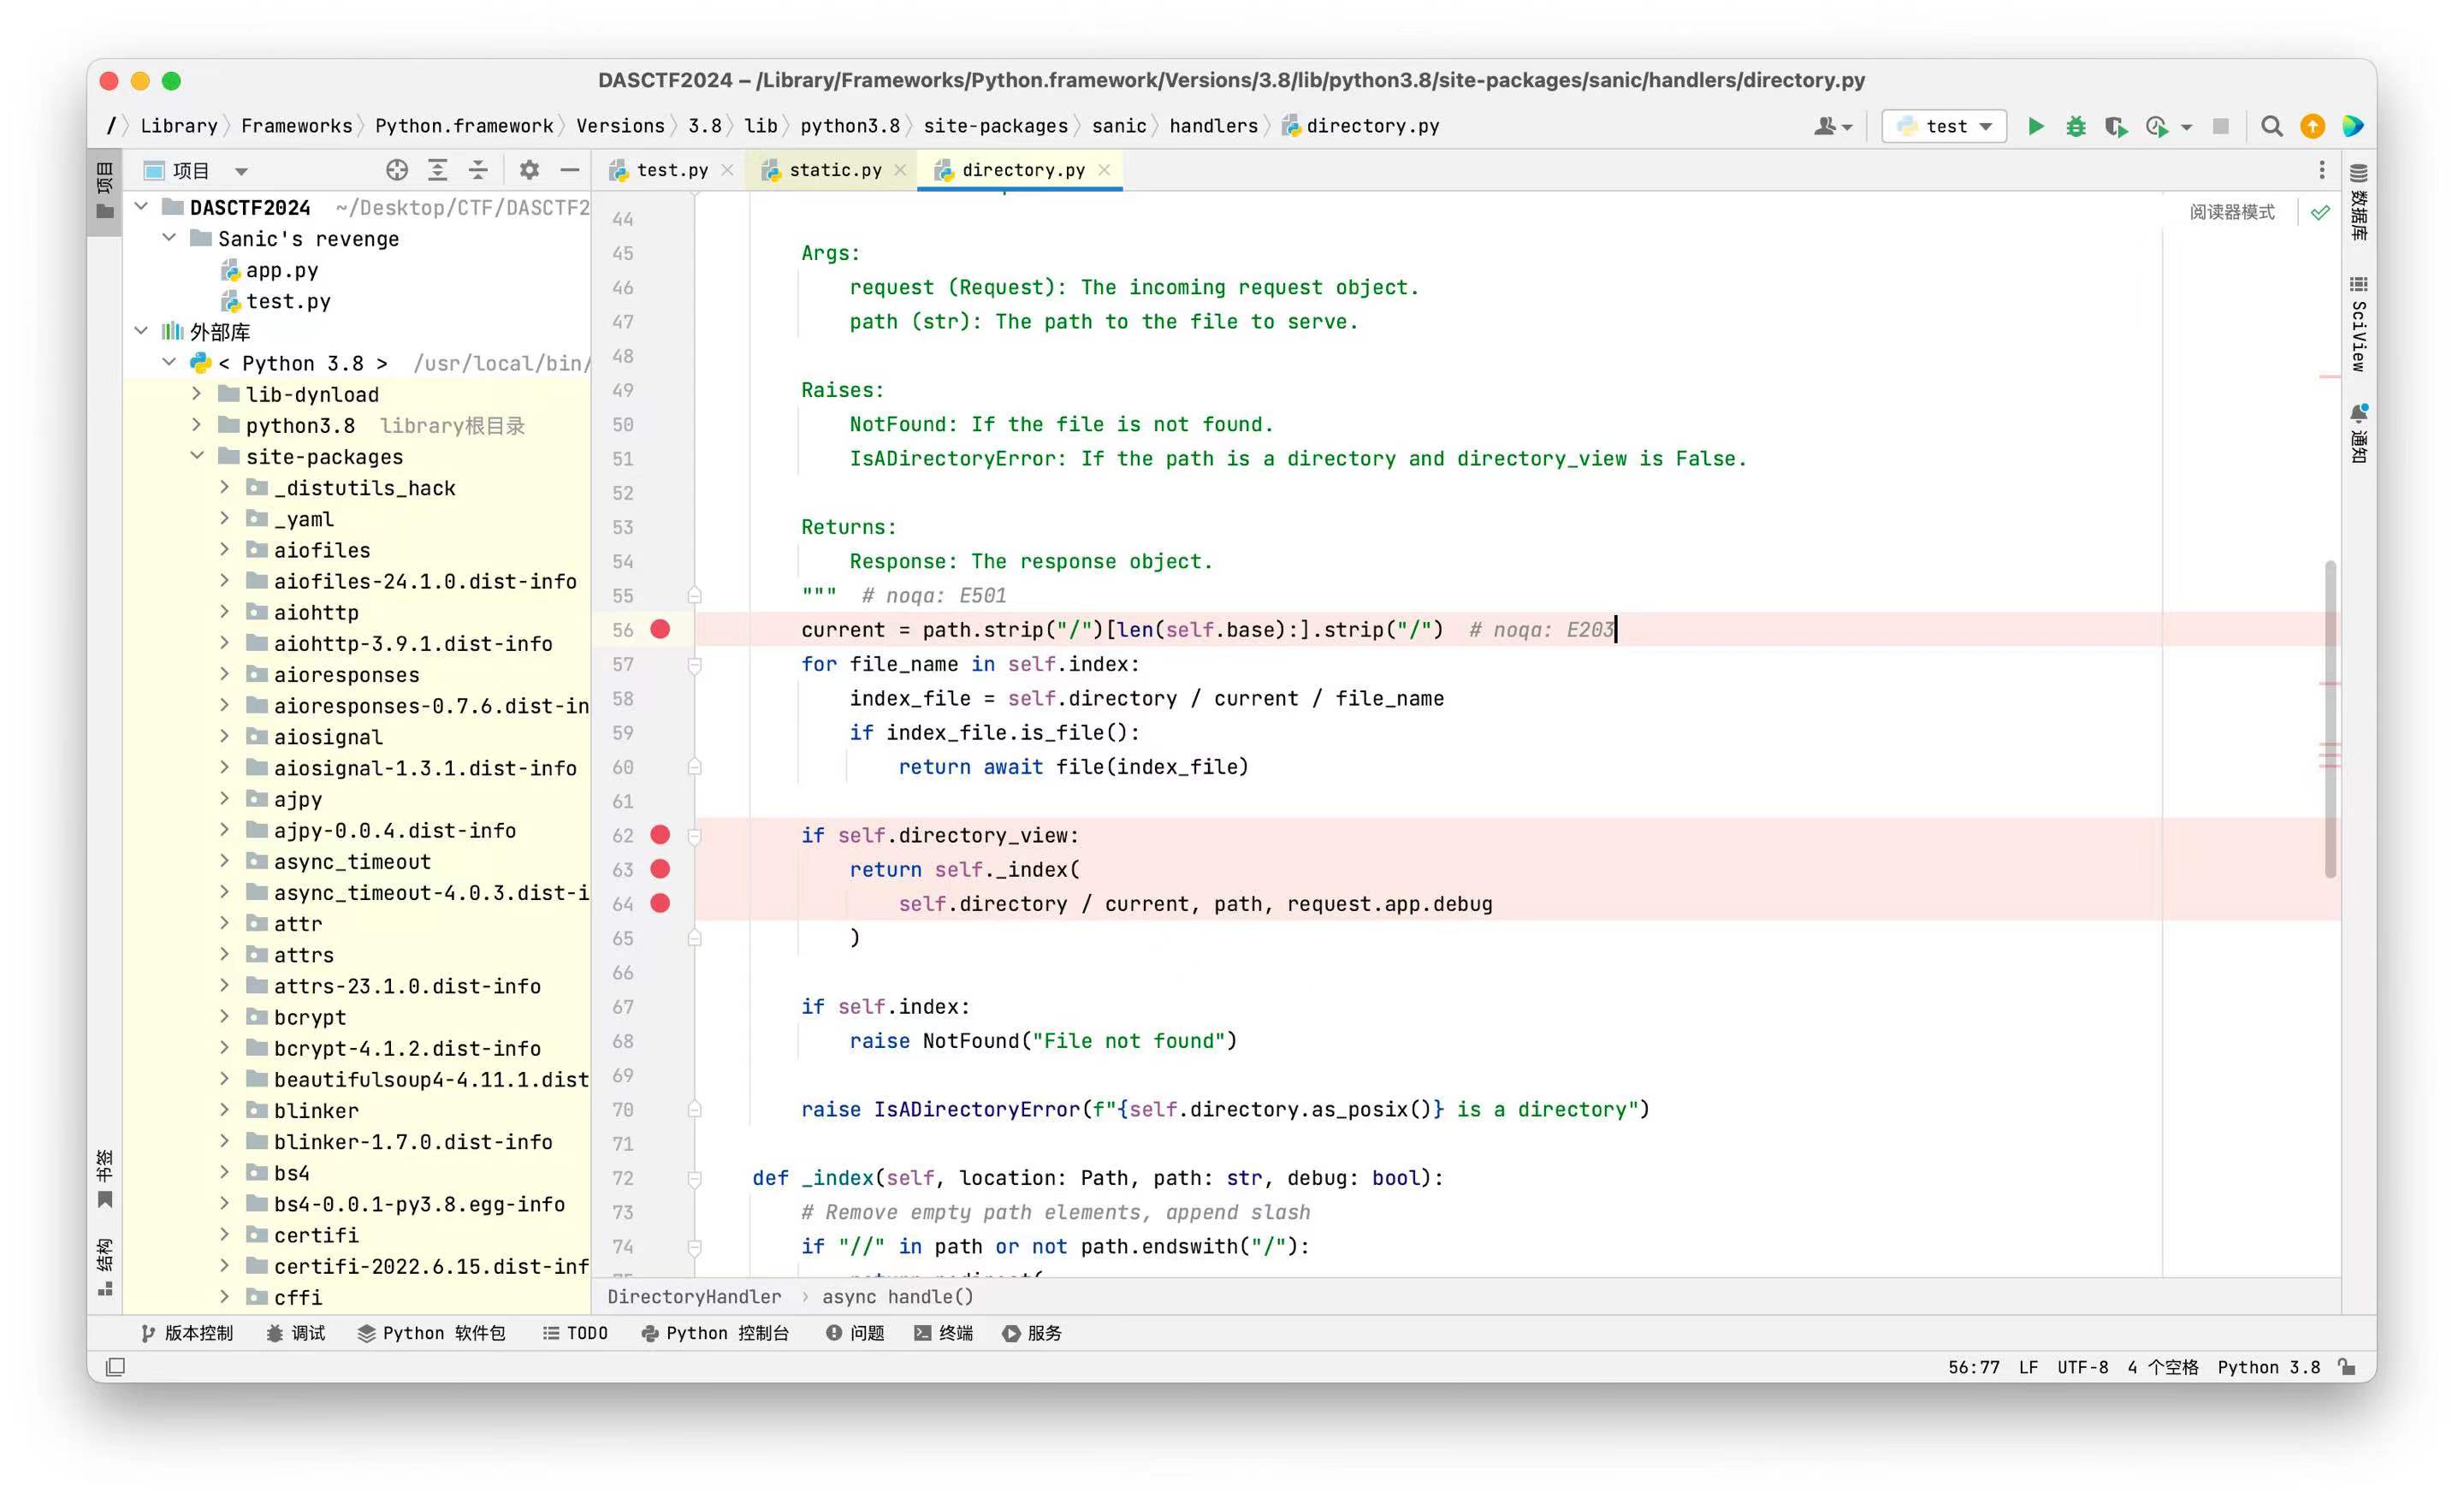 DASCTF2024 – /Library/Frameworks/Python.framework/Versions/3.8/lib/python3.8/site-packages/sanic/handlers/directory.py
/ Library Frameworks Python.framework Versions 3.8 lib python3.8 site-packages sanic handlers directory.py
test
项目
项目
test.py
static.py
directory.py
DASCTF2024 ~/Desktop/CTF/DASCTF2
Sanic's revenge
app.py
test.py
外部库
< Python 3.8 > /usr/local/bin/
lib-dynload
python3.8 library根目录
site-packages
_distutils_hack
_yaml
aiofiles
aiofiles-24.1.0.dist-info
aiohttp
aiohttp-3.9.1.dist-info
aioresponses
aioresponses-0.7.6.dist-in
aiosignal
aiosignal-1.3.1.dist-info
ajpy
ajpy-0.0.4.dist-info
async_timeout
async_timeout-4.0.3.dist-i
attr
attrs
attrs-23.1.0.dist-info
bcrypt
bcrypt-4.1.2.dist-info
beautifulsoup4-4.11.1.dist
blinker
blinker-1.7.0.dist-info
bs4
bs4-0.0.1-py3.8.egg-info
certifi
certifi-2022.6.15.dist-inf
cffi
书签
结构
阅读器模式
44
45 Args:
46 request (Request): The incoming request object.
47 path (str): The path to the file to serve.
48
49 Raises:
50 NotFound: If the file is not found.
51 IsADirectoryError: If the path is a directory and directory_view is False.
52
53 Returns:
54 Response: The response object.
55 """ # noqa: E501
56 current = path.strip("/")[len(self.base):].strip("/") # noqa: E203
57 for file_name in self.index:
58 index_file = self.directory / current / file_name
59 if index_file.is_file():
60 return await file(index_file)
61
62 if self.directory_view:
63 return self._index(
64 self.directory / current, path, request.app.debug
65 )
66
67 if self.index:
68 raise NotFound("File not found")
69
70 raise IsADirectoryError(f"{self.directory.as_posix()} is a directory")
71
72 def _index(self, location: Path, path: str, debug: bool):
73 # Remove empty path elements, append slash
74 if "//" in path or not path.endswith("/"):
DirectoryHandler › async handle()
数据库
SciView
通知
版本控制 调试 Python 软件包 TODO Python 控制台 问题 终端 服务
56:77 LF UTF-8 4 个空格 Python 3.8